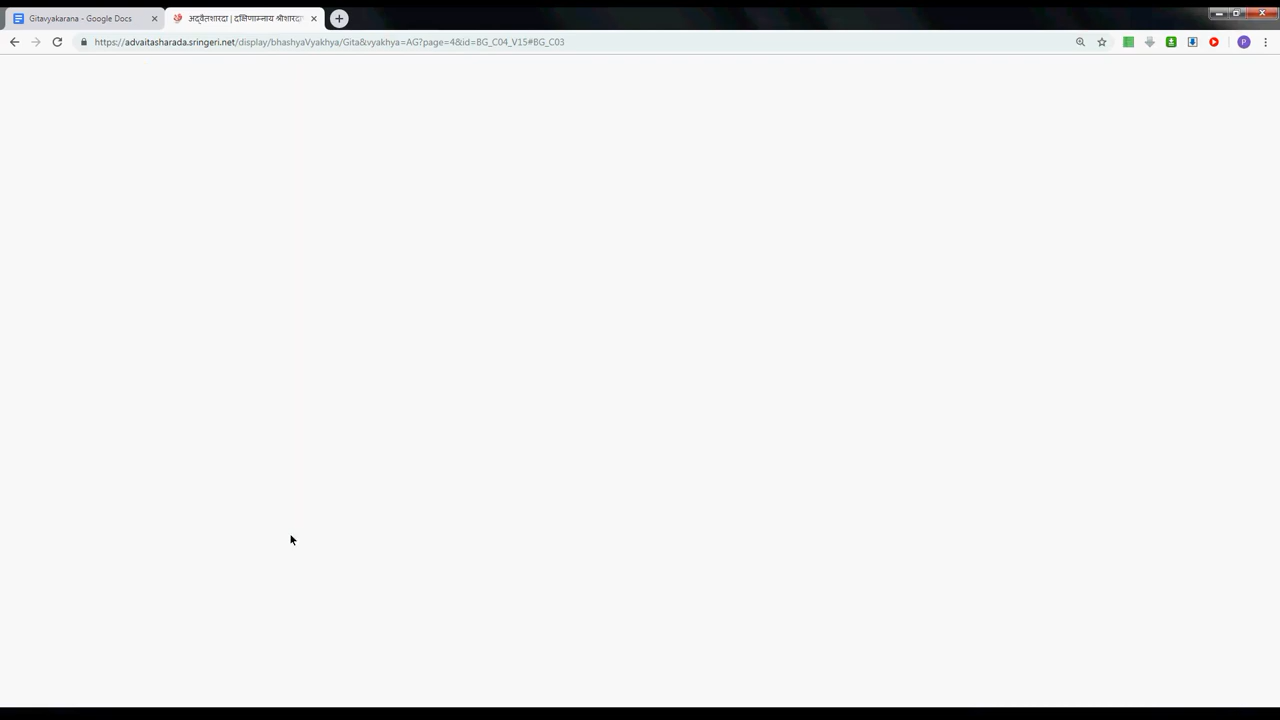 Gitavyakarana - Google Docs
अद्वैतशारदा | दक्षिणाम्नाय श्रीशारदा
https://advaitasharada.sringeri.net/display/bhashyaVyakhya/Gita&vyakhya=AG?page=4&id=BG_C04_V15#BG_C03
P